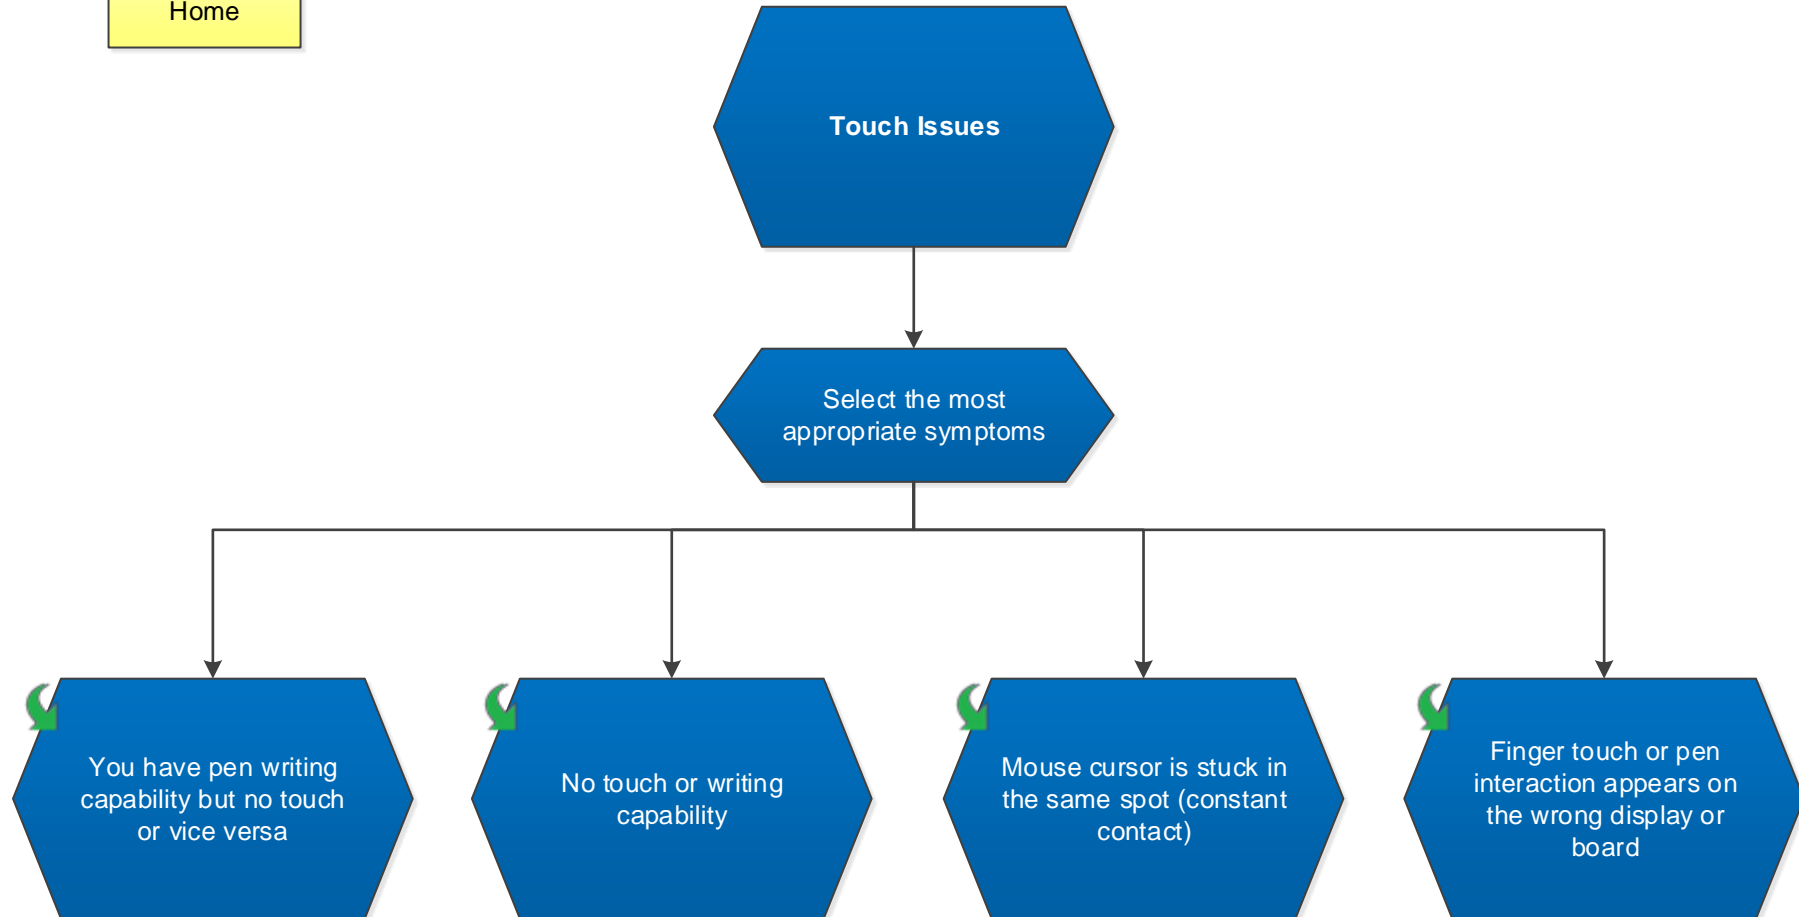 Home
Touch Issues
Select the most
appropriate symptoms
You have pen writing
capability but no touch
or vice versa
No touch or writing
capability
Mouse cursor is stuck in
the same spot (constant
contact)
Finger touch or pen
interaction appears on
the wrong display or
board